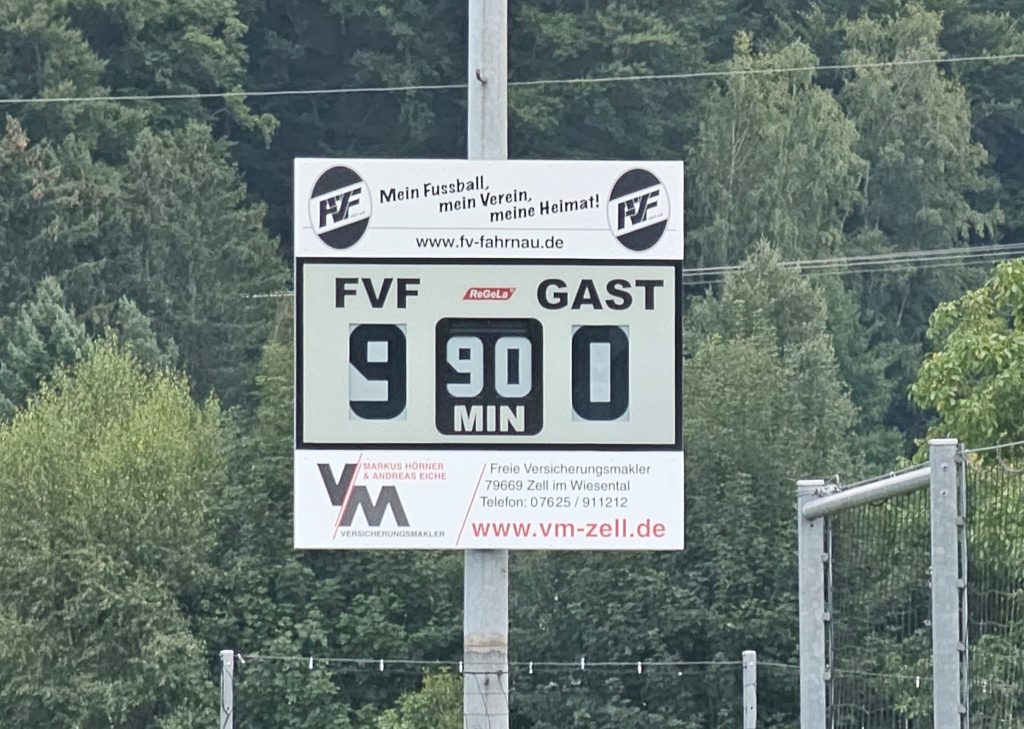 FVF
Mein Fussball,
mein Verein,
meine Heimat!
FVF
www.fv-fahrnau.de
FVF ReGeLa GAST
9 90 0
MIN
VM
MARKUS HÖRNER
& ANDREAS EICHE
VERSICHERUNGSMAKLER
Freie Versicherungsmakler
79669 Zell im Wiesental
Telefon: 07625 / 911212
www.vm-zell.de